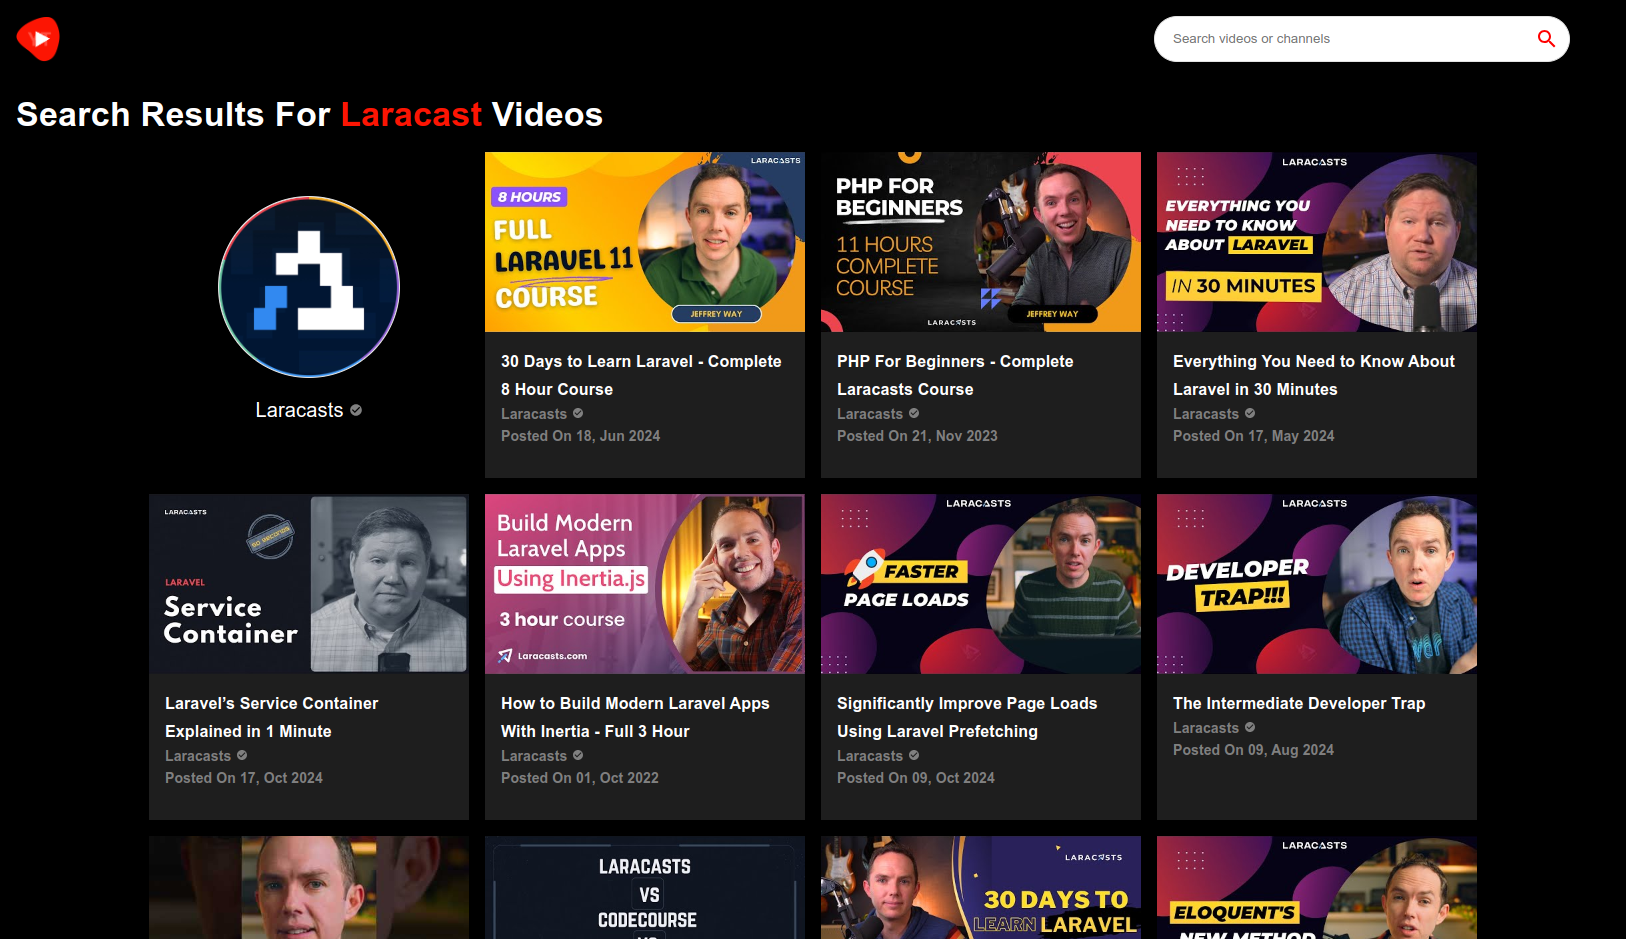 Search videos or channels
Search Results For Laracast Videos
Laracasts
LARACASTS
8 HOURS
FULL
LARAVEL 11
COURSE
JEFFREY WAY
30 Days to Learn Laravel - Complete
8 Hour Course
Laracasts
Posted On 18, Jun 2024
PHP FOR
BEGINNERS
11 HOURS
COMPLETE
COURSE
LARACASTS
JEFFREY WAY
PHP For Beginners - Complete
Laracasts Course
Laracasts
Posted On 21, Nov 2023
LARACASTS
EVERYTHING YOU
NEED TO KNOW
ABOUT LARAVEL
IN 30 MINUTES
Everything You Need to Know About
Laravel in 30 Minutes
Laracasts
Posted On 17, May 2024
LARACASTS
LARAVEL
Service
Container
Laravel’s Service Container
Explained in 1 Minute
Laracasts
Posted On 17, Oct 2024
Build Modern
Laravel Apps
Using Inertia.js
3 hour course
Laracasts.com
How to Build Modern Laravel Apps
With Inertia - Full 3 Hour
Laracasts
Posted On 01, Oct 2022
LARACASTS
FASTER
PAGE LOADS
Significantly Improve Page Loads
Using Laravel Prefetching
Laracasts
Posted On 09, Oct 2024
LARACASTS
DEVELOPER
TRAP!!!
The Intermediate Developer Trap
Laracasts
Posted On 09, Aug 2024
LARACASTS
VS
CODECOURSE
LARACASTS
30 DAYS TO
LEARN LARAVEL
LARACASTS
ELOQUENT'S
NEW METHOD